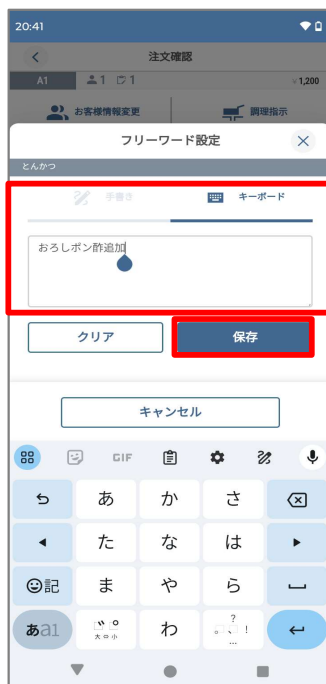 20:41
注文確認
A1 1 1 ¥1,200
お客様情報変更 調理指示
フリーワード設定
とんかつ
手書き キーボード
おろしポン酢追加
クリア 保存
キャンセル
GIF
あ か さ
た な は
記 ま や ら
あa1 大⇔小 わ 。、?!…